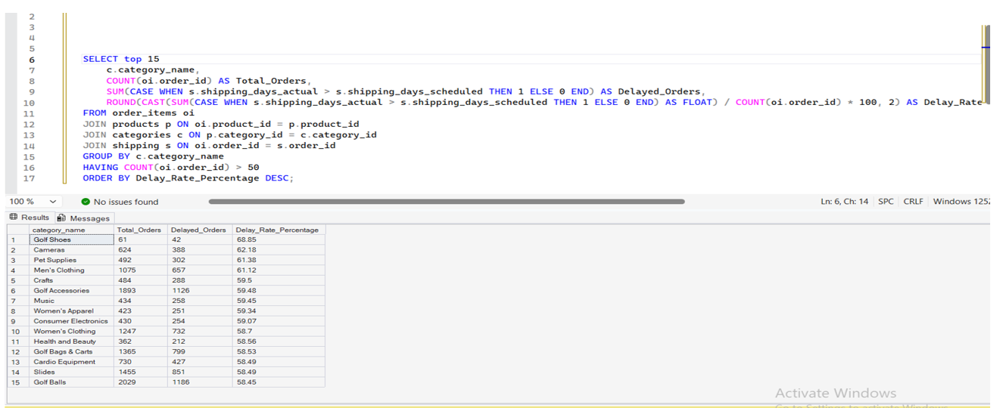 2
3
4
5
6 SELECT top 15
7 c.category_name,
8 COUNT(oi.order_id) AS Total_Orders,
9 SUM(CASE WHEN s.shipping_days_actual > s.shipping_days_scheduled THEN 1 ELSE 0 END) AS Delayed_Orders,
10 ROUND(CAST(SUM(CASE WHEN s.shipping_days_actual > s.shipping_days_scheduled THEN 1 ELSE 0 END) AS FLOAT) / COUNT(oi.order_id) * 100, 2) AS Delay_Rate
11 FROM order_items oi
12 JOIN products p ON oi.product_id = p.product_id
13 JOIN categories c ON p.category_id = c.category_id
14 JOIN shipping s ON oi.order_id = s.order_id
15 GROUP BY c.category_name
16 HAVING COUNT(oi.order_id) > 50
17 ORDER BY Delay_Rate_Percentage DESC;
100 % No issues found Ln: 6, Ch: 14 SPC CRLF Windows 1252
Results Messages
category_name Total_Orders Delayed_Orders Delay_Rate_Percentage
1 Golf Shoes 61 42 68.85
2 Cameras 624 388 62.18
3 Pet Supplies 492 302 61.38
4 Men's Clothing 1075 657 61.12
5 Crafts 484 288 59.5
6 Golf Accessories 1893 1126 59.48
7 Music 434 258 59.45
8 Women's Apparel 423 251 59.34
9 Consumer Electronics 430 254 59.07
10 Women's Clothing 1247 732 58.7
11 Health and Beauty 362 212 58.56
12 Golf Bags & Carts 1365 799 58.53
13 Cardio Equipment 730 427 58.49
14 Slides 1455 851 58.49
15 Golf Balls 2029 1186 58.45
Activate Windows
Go to Settings to activate Windows.